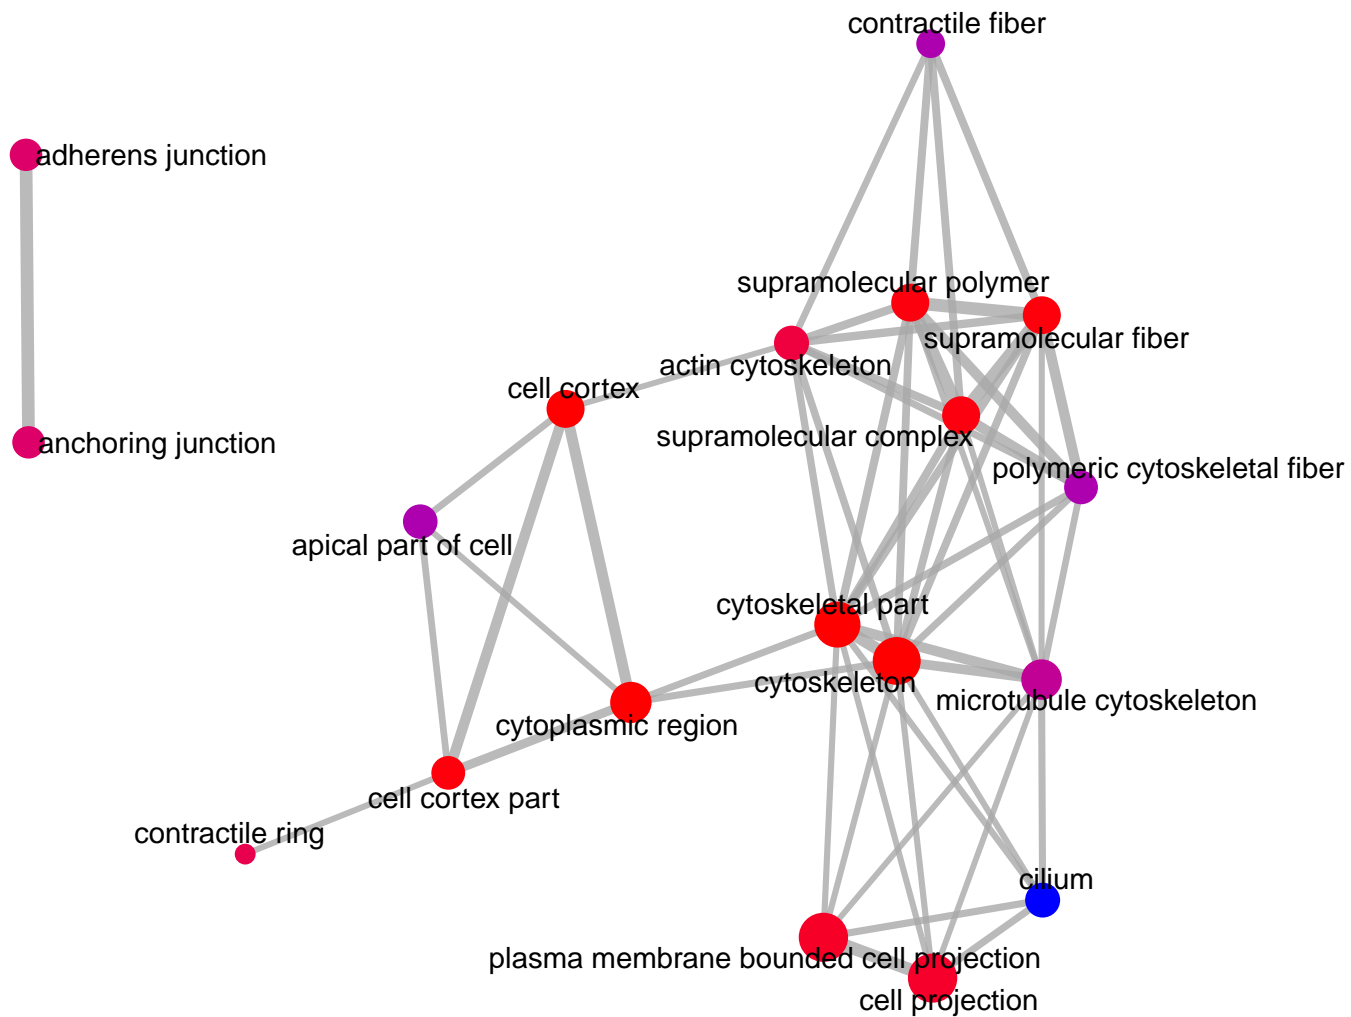 contractile fiber
adherens junction
supramolecular polymer
supramolecular fiber
actin cytoskeleton
cell cortex
supramolecular complex
anchoring junction
polymeric cytoskeletal fiber
apical part of cell
cytoskeletal part
cytoskeleton
microtubule cytoskeleton
cytoplasmic region
cell cortex part
contractile ring
cilium
plasma membrane bounded cell projection
cell projection